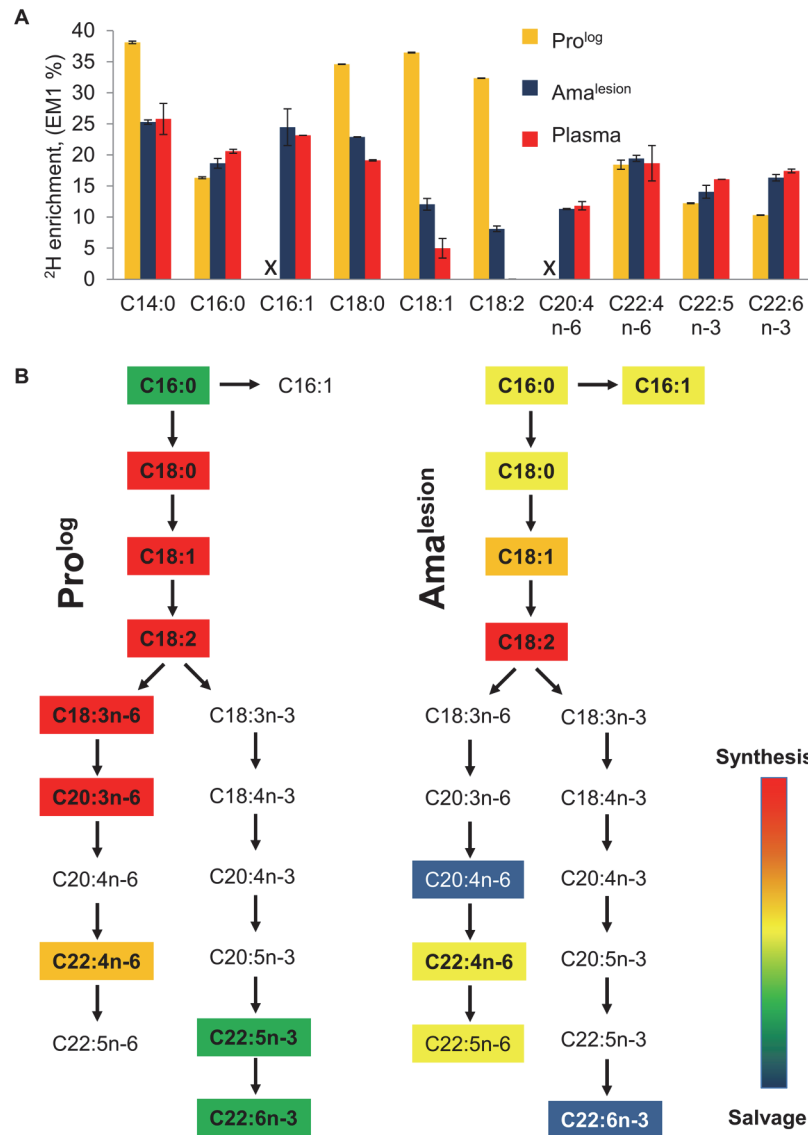 A
²H enrichment, (EM1 %)
40
35
30
25
20
15
10
5
0
Pro^log
Ama^lesion
Plasma
X
X
C14:0 C16:0 C16:1 C18:0 C18:1 C18:2 C20:4 C22:4 C22:5 C22:6
n-6 n-6 n-3 n-3
B
Pro^log
C16:0 C16:1
C18:0
C18:1
C18:2
C18:3n-6 C18:3n-3
C20:3n-6 C18:4n-3
C20:4n-6 C20:4n-3
C22:4n-6 C20:5n-3
C22:5n-6 C22:5n-3
C22:6n-3
Ama^lesion
C16:0 C16:1
C18:0
C18:1
C18:2
C18:3n-6 C18:3n-3
C20:3n-6 C18:4n-3
C20:4n-6 C20:4n-3
C22:4n-6 C20:5n-3
C22:5n-6 C22:5n-3
C22:6n-3
Synthesis
Salvage